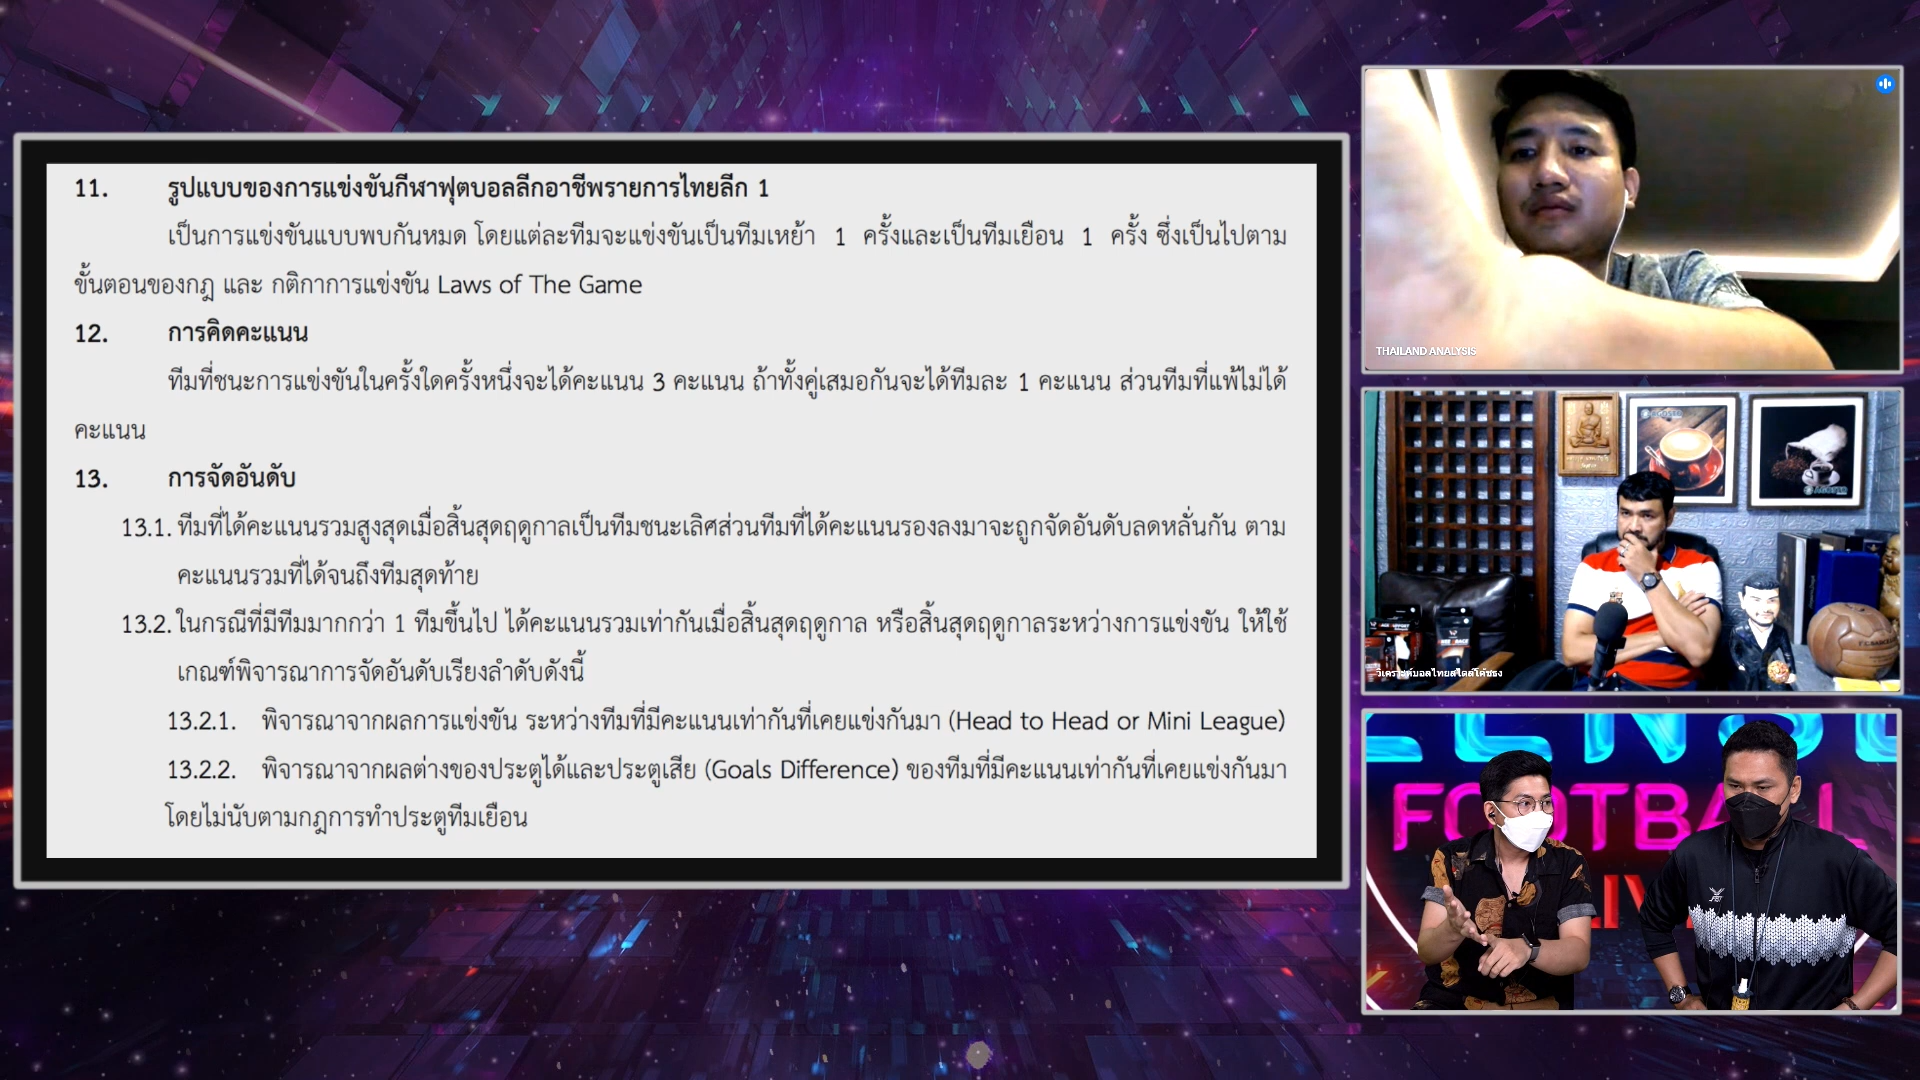 11. รูปแบบของการแข่งขันกีฬาฟุตบอลลีกอาชีพรายการไทยลีก 1
เป็นการแข่งขันแบบพบกันหมด โดยแต่ละทีมจะแข่งขันเป็นทีมเหย้า 1 ครั้งและเป็นทีมเยือน 1 ครั้ง ซึ่งเป็นไปตาม
ขั้นตอนของกฎ และ กติกาการแข่งขัน Laws of The Game
12. การคิดคะแนน
ทีมที่ชนะการแข่งขันในครั้งใดครั้งหนึ่งจะได้คะแนน 3 คะแนน ถ้าทั้งคู่เสมอกันจะได้ทีมละ 1 คะแนน ส่วนทีมที่แพ้ไม่ได้
คะแนน
13. การจัดอันดับ
13.1. ทีมที่ได้คะแนนรวมสูงสุดเมื่อสิ้นสุดฤดูกาลเป็นทีมชนะเลิศส่วนทีมที่ได้คะแนนรองลงมาจะถูกจัดอันดับลดหลั่นกัน ตาม
คะแนนรวมที่ได้จนถึงทีมสุดท้าย
13.2. ในกรณีที่มีทีมมากกว่า 1 ทีมขึ้นไป ได้คะแนนรวมเท่ากันเมื่อสิ้นสุดฤดูกาล หรือสิ้นสุดฤดูกาลระหว่างการแข่งขัน ให้ใช้
เกณฑ์พิจารณาการจัดอันดับเรียงลำดับดังนี้
13.2.1. พิจารณาจากผลการแข่งขัน ระหว่างทีมที่มีคะแนนเท่ากันที่เคยแข่งกันมา (Head to Head or Mini League)
13.2.2. พิจารณาจากผลต่างของประตูได้และประตูเสีย (Goals Difference) ของทีมที่มีคะแนนเท่ากันที่เคยแข่งกันมา
โดยไม่นับตามกฎการทำประตูทีมเยือน
THAILAND ANALYSIS
วิเคราะห์บอลไทยสไตล์โค้ชธง
FOOTBALL
FBT